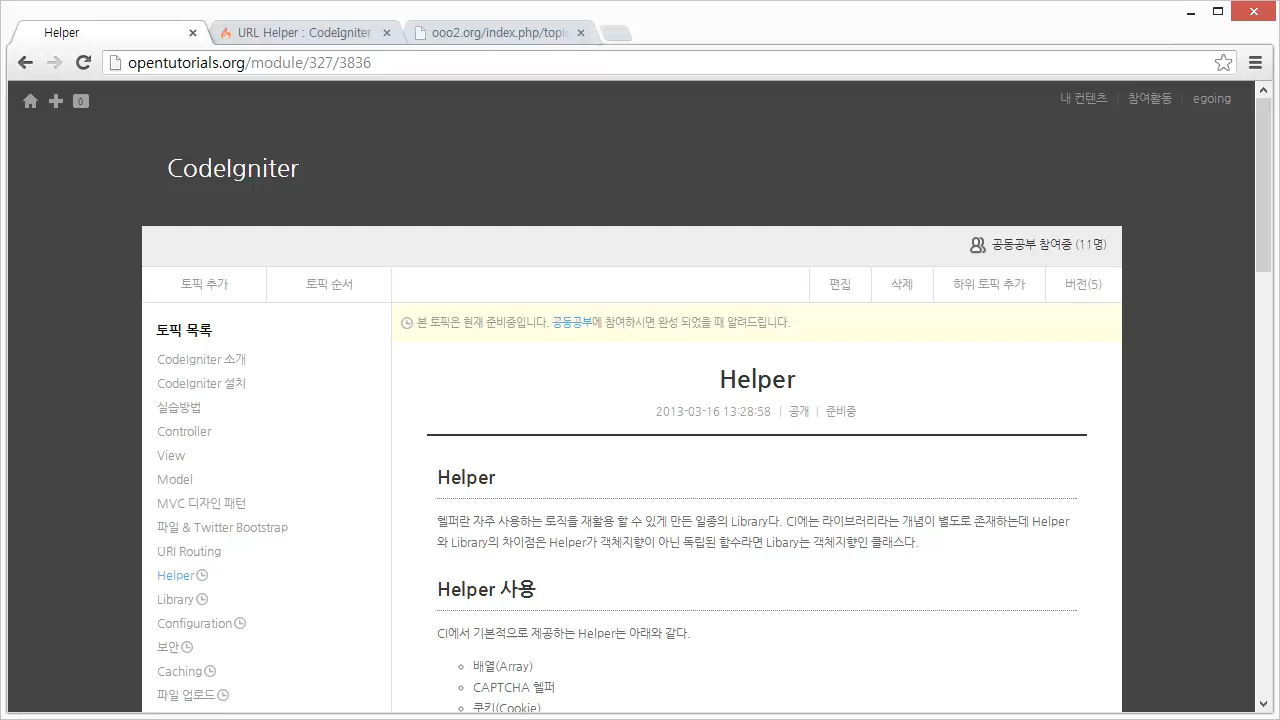 Helper
URL Helper : CodeIgniter
ooo2.org/index.php/topi
opentutorials.org/module/327/3836
0
내 컨텐츠
참여활동
egoing
CodeIgniter
공동공부 참여중 (11명)
토픽 추가
토픽 순서
편집
삭제
하위 토픽 추가
버전(5)
토픽 목록
CodeIgniter 소개
CodeIgniter 설치
실습방법
Controller
View
Model
MVC 디자인 패턴
파일 & Twitter Bootstrap
URI Routing
Helper
Library
Configuration
보안
Caching
파일 업로드
본 토픽은 현재 준비중입니다. 공동공부에 참여하시면 완성 되었을 때 알려드립니다.
Helper
2013-03-16 13:28:58 | 공개 | 준비중
Helper
헬퍼란 자주 사용하는 로직을 재활용 할 수 있게 만든 일종의 Library다. CI에는 라이브러리라는 개념이 별도로 존재하는데 Helper
와 Library의 차이점은 Helper가 객체지향이 아닌 독립된 함수라면 Libary는 객체지향인 클래스다.
Helper 사용
CI에서 기본적으로 제공하는 Helper는 아래와 같다.
배열(Array)
CAPTCHA 헬퍼
쿠키(Cookie)